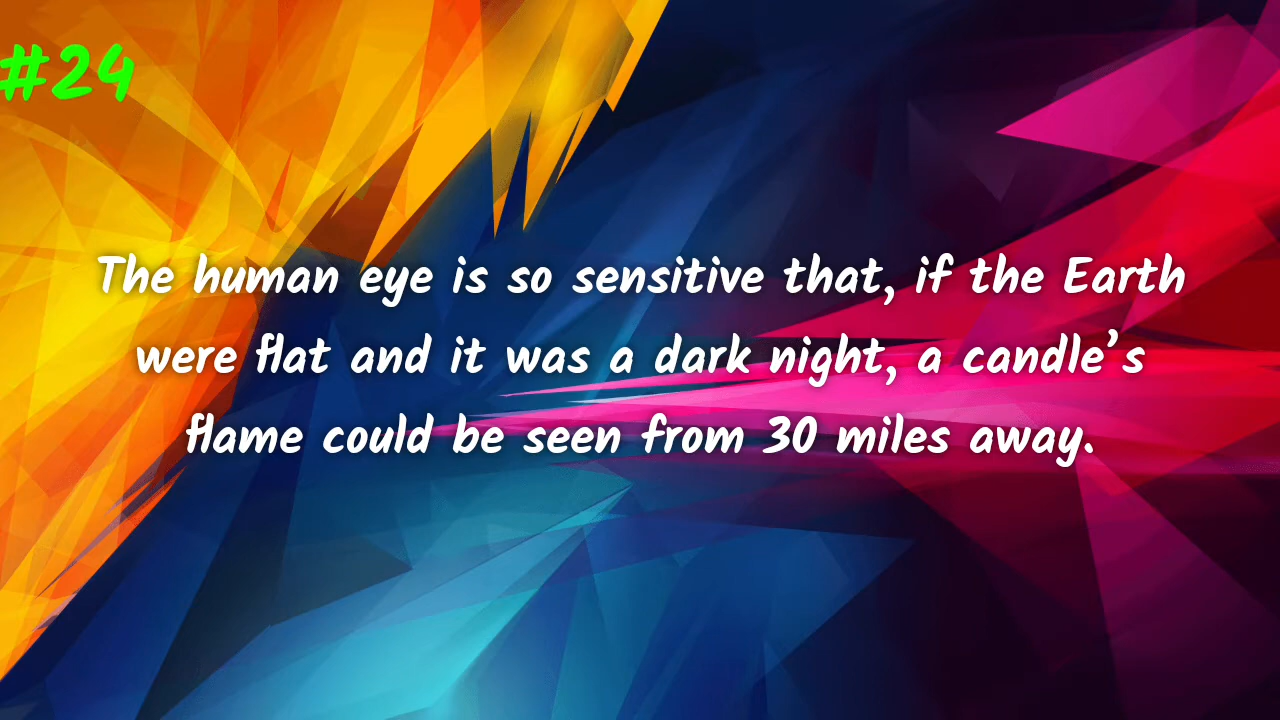 #24
The human eye is so sensitive that, if the Earth
were flat and it was a dark night, a candle’s
flame could be seen from 30 miles away.